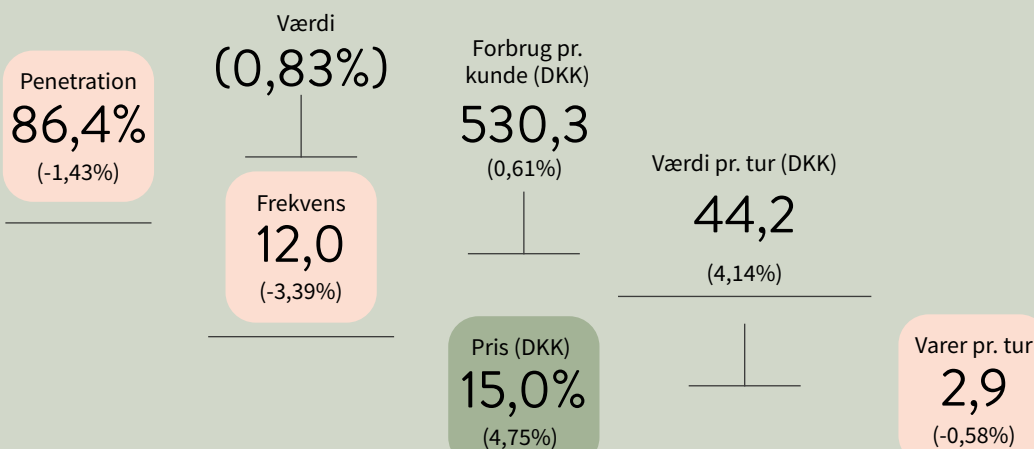 Værdi
(0,83%)
Penetration
86,4%
(-1,43%)
Forbrug pr.
kunde (DKK)
530,3
(0,61%)
Frekvens
12,0
(-3,39%)
Værdi pr. tur (DKK)
44,2
(4,14%)
Pris (DKK)
15,0%
(4,75%)
Varer pr. tur
2,9
(-0,58%)